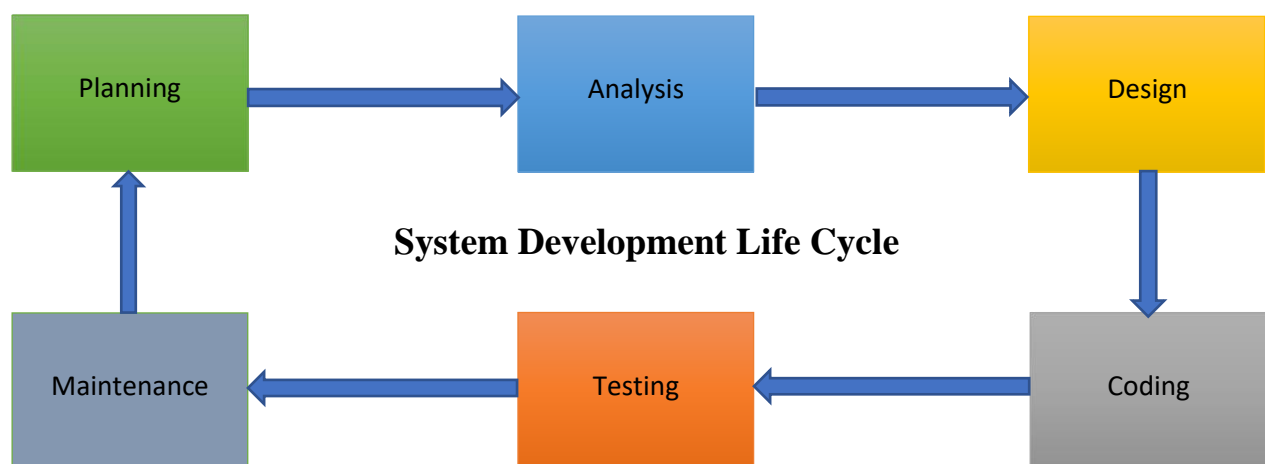 Planning
Analysis
Design
System Development Life Cycle
Maintenance
Testing
Coding